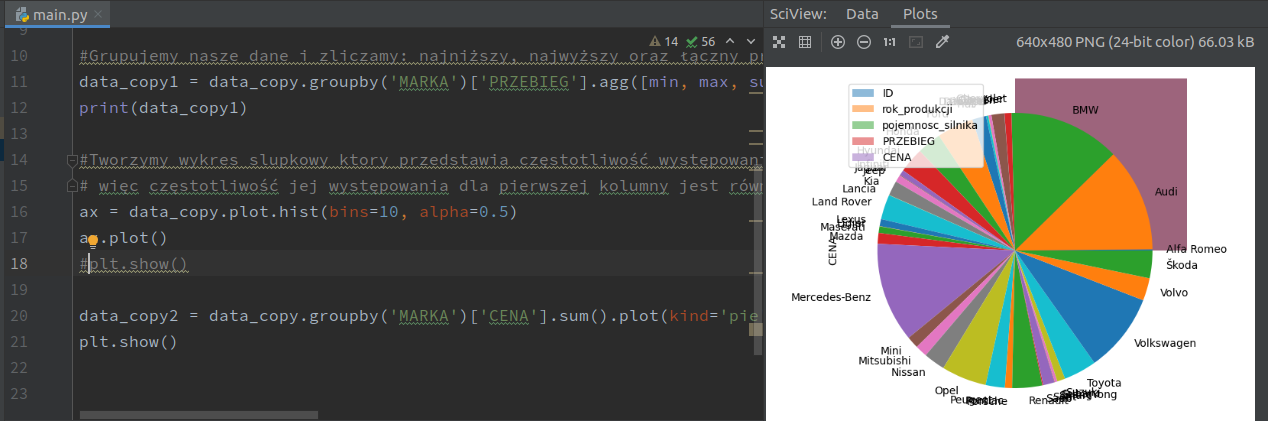 main.py
SciView: Data Plots
14 56
640x480 PNG (24-bit color) 66.03 kB
1:1
9
10 #Grupujemy nasze dane i zliczamy: najniższy, najwyższy oraz łączny pr
11 data_copy1 = data_copy.groupby('MARKA')['PRZEBIEG'].agg([min, max, su
12 print(data_copy1)
13
14 #Tworzymy wykres slupkowy ktory przedstawia częstotliwość występowani
15 # więc częstotliwość jej występowania dla pierwszej kolumny jest równ
16 ax = data_copy.plot.hist(bins=10, alpha=0.5)
17 ax.plot()
18 #plt.show()
19
20 data_copy2 = data_copy.groupby('MARKA')['CENA'].sum().plot(kind='pie
21 plt.show()
22
23
ID
rok_produkcji
pojemnosc_silnika
PRZEBIEG
CENA
BMW
Audi
Alfa Romeo
Škoda
Volvo
Volkswagen
Toyota
Suzuki
Renault
Porsche
Opel
Nissan
Mitsubishi
Mini
Mercedes-Benz
Mazda
Maserati
Lexus
Land Rover
Lancia
Kia
Jeep
Hyundai
CENA